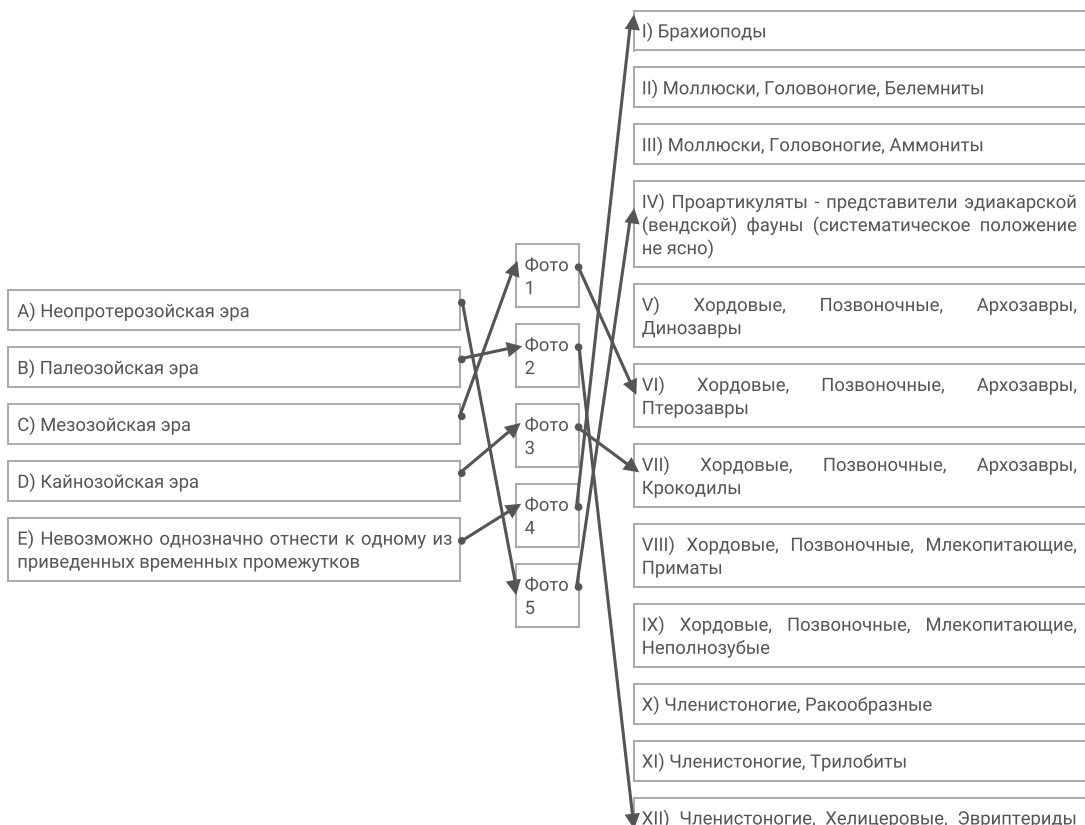 A) Неопротерозойская эра
B) Палеозойская эра
C) Мезозойская эра
D) Кайнозойская эра
E) Невозможно однозначно отнести к одному из
приведенных временных промежутков
Фото
1
Фото
2
Фото
3
Фото
4
Фото
5
I) Брахиоподы
II) Моллюски, Головоногие, Белемниты
III) Моллюски, Головоногие, Аммониты
IV) Проартикуляты - представители эдиакарской
(вендской) фауны (систематическое положение
не ясно)
V) Хордовые, Позвоночные, Архозавры,
Динозавры
VI) Хордовые, Позвоночные, Архозавры,
Птерозавры
VII) Хордовые, Позвоночные, Архозавры,
Крокодилы
VIII) Хордовые, Позвоночные, Млекопитающие,
Приматы
IX) Хордовые, Позвоночные, Млекопитающие,
Неполнозубые
X) Членистоногие, Ракообразные
XI) Членистоногие, Трилобиты
XII) Членистоногие, Хелицеровые, Эвриптериды